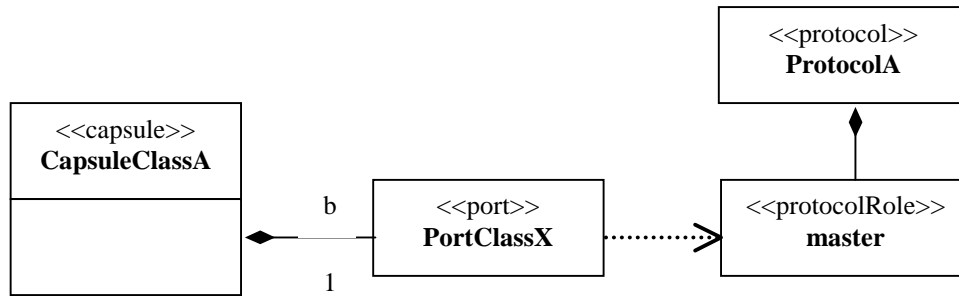 <<protocol>>
ProtocolA
<<capsule>>
CapsuleClassA
b
1
<<port>>
PortClassX
<<protocolRole>>
master